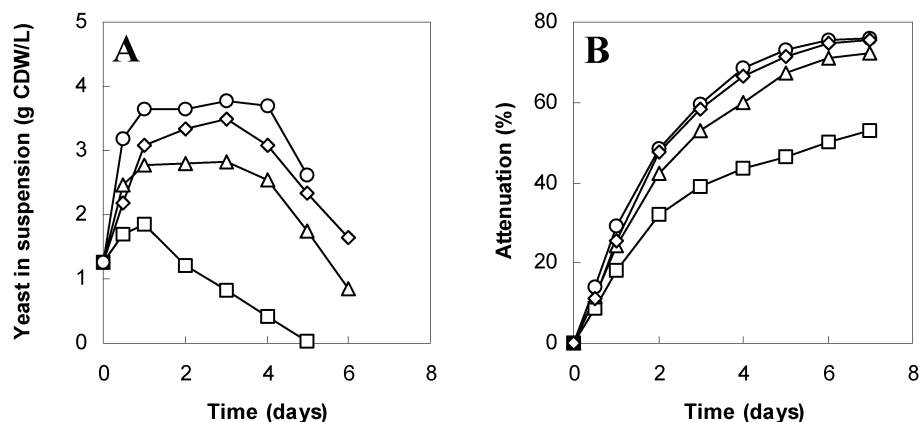 A
Yeast in suspension (g CDW/L)
5
4
3
2
1
0
0 2 4 6 8
Time (days)
B
Attenuation (%)
80
60
40
20
0
0 2 4 6 8
Time (days)